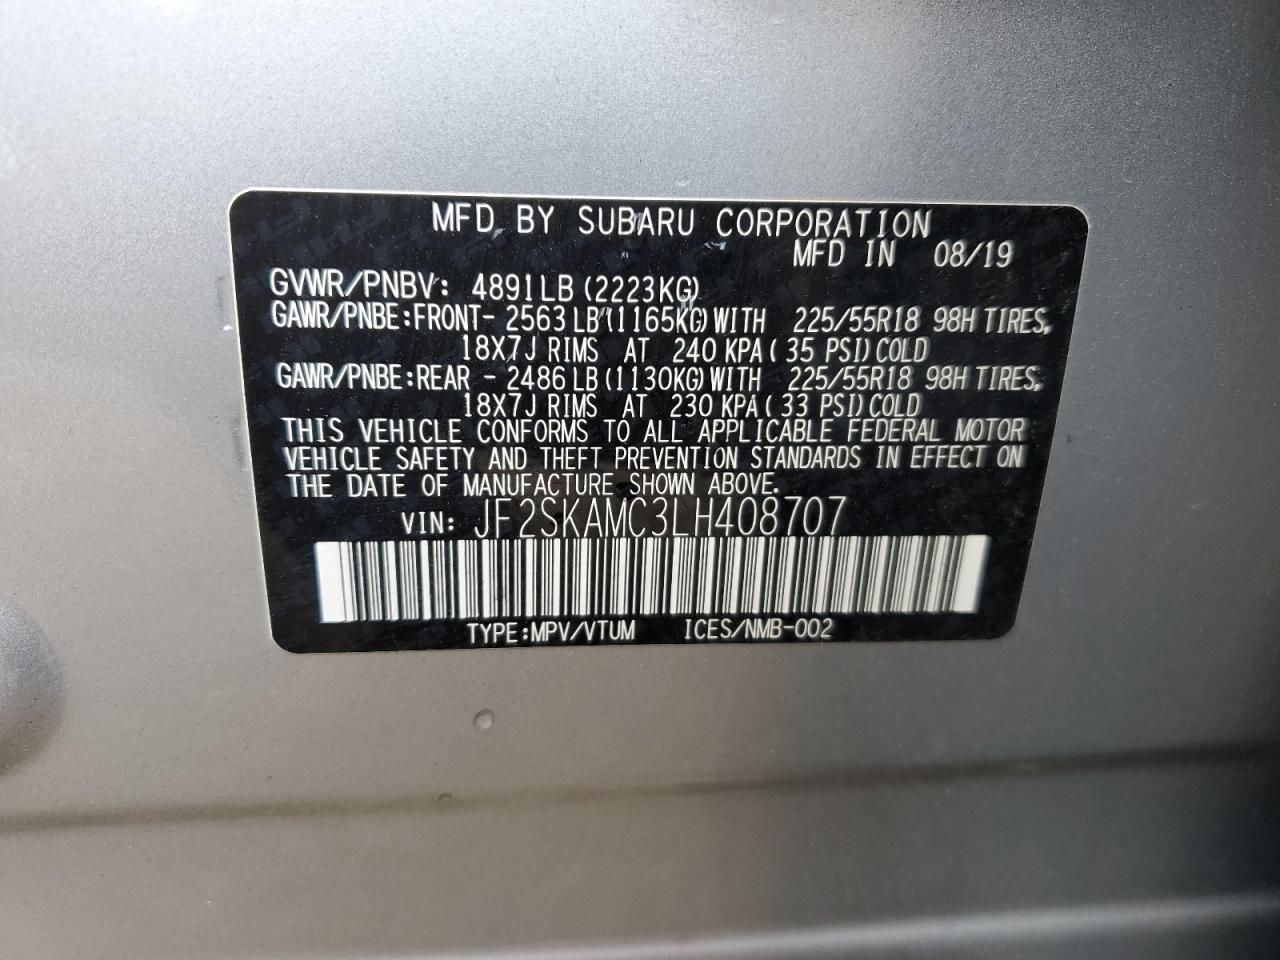 MFD. BY SUBARU CORPORATION
MFD IN 08/19
GVWR/PNBV: 4891LB (2223KG)
GAWR/PNBE:FRONT- 2563 LB(1165KG)WITH 225/55R18 98H TIRES,
18X7J RIMS AT 240 KPA( 35 PSI)COLD
GAWR/PNBE:REAR - 2486 LB(1130KG)WITH 225/55R18 98H TIRES,
18X7J RIMS AT 230 KPA( 33 PSI)COLD
THIS VEHICLE CONFORMS TO ALL APPLICABLE FEDERAL MOTOR
VEHICLE SAFETY AND THEFT PREVENTION STANDARDS IN EFFECT ON
THE DATE OF MANUFACTURE SHOWN ABOVE.
VIN: JF2SKAMC3LH408707
TYPE:MPV/VTUM ICES/NMB-002